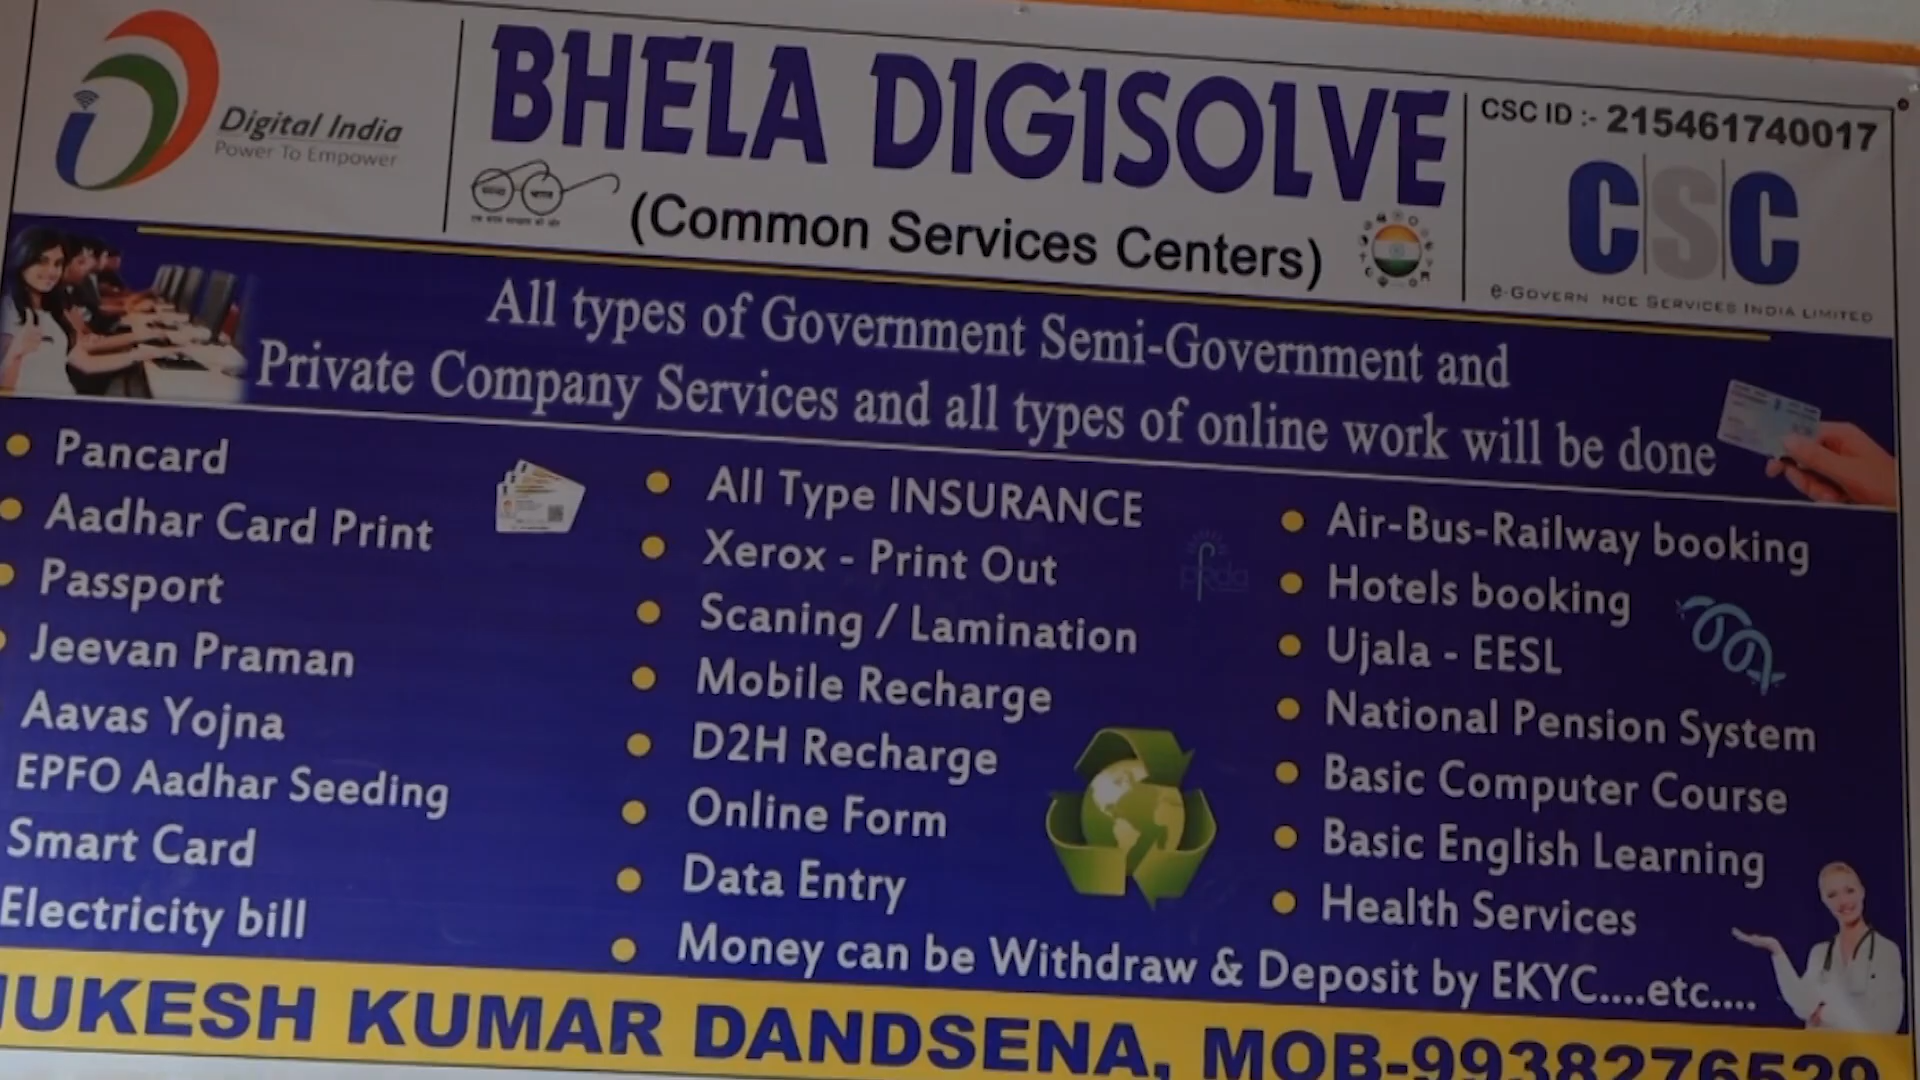 Digital India
Power To Empower
BHELA DIGISOLVE
(Common Services Centers)
CSC ID :- 215461740017
CSC
e-GOVERN NCE SERVICES INDIA LIMITED
All types of Government Semi-Government and
Private Company Services and all types of online work will be done
Pancard
Aadhar Card Print
Passport
Jeevan Praman
Aavas Yojna
EPFO Aadhar Seeding
Smart Card
Electricity bill
All Type INSURANCE
Xerox - Print Out
Scaning / Lamination
Mobile Recharge
D2H Recharge
Online Form
Data Entry
Money can be Withdraw & Deposit by EKYC....etc....
Air-Bus-Railway booking
Hotels booking
Ujala - EESL
National Pension System
Basic Computer Course
Basic English Learning
Health Services
KUMAR DANDSENA, MOB-9938276529